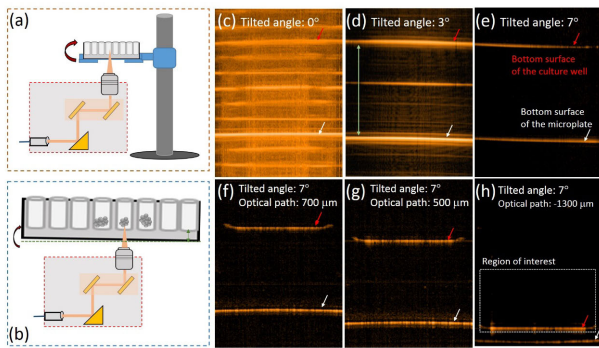 (a)
(c) Tilted angle: 0°
(d) Tilted angle: 3°
(e) Tilted angle: 7°
Bottom surface
of the culture well
Bottom surface
of the microplate
(b)
(f) Tilted angle: 7°
Optical path: 700 µm
(g) Tilted angle: 7°
Optical path: 500 µm
(h) Tilted angle: 7°
Optical path: -1300 µm
Region of interest